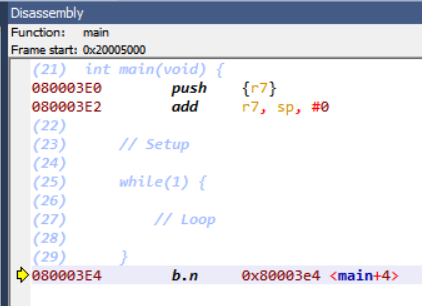 Disassembly
Function: main
Frame start: 0x20005000
(21) int main(void) {
080003E0 push {r7}
080003E2 add r7, sp, #0
(22)
(23) // Setup
(24)
(25) while(1) {
(26)
(27) // Loop
(28)
(29) }
080003E4 b.n 0x80003e4 <main+4>